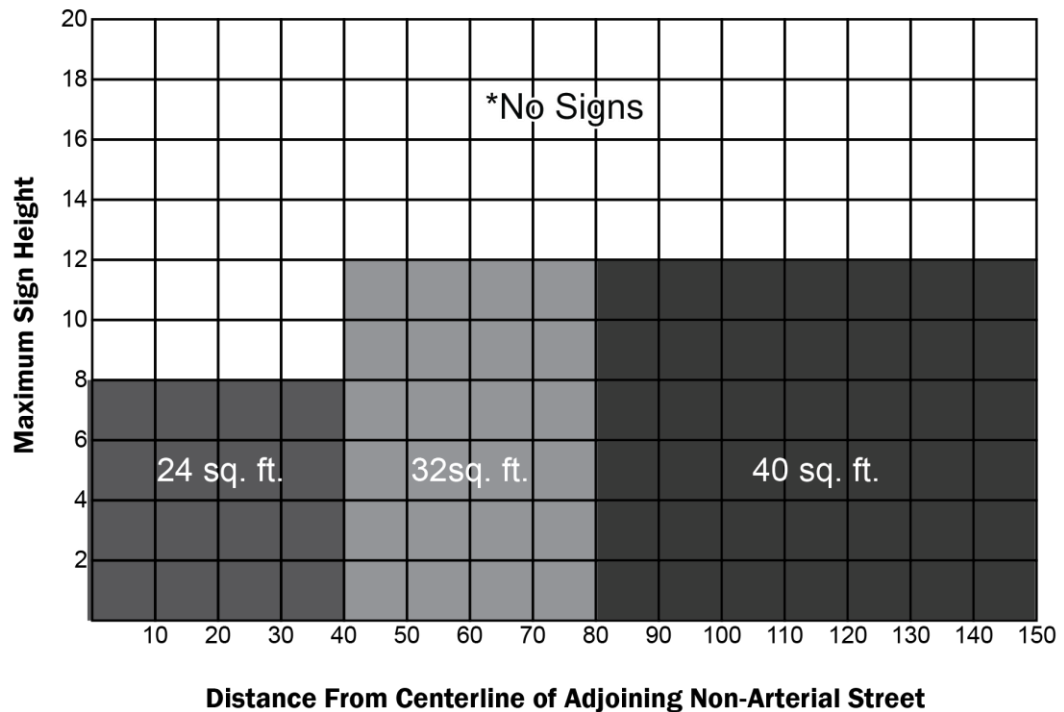 20
18
*No Signs
16
14
Maximum Sign Height
12
10
8
6
24 sq. ft.
32sq. ft.
40 sq. ft.
4
2
10 20 30 40 50 60 70 80 90 100 110 120 130 140 150
Distance From Centerline of Adjoining Non-Arterial Street